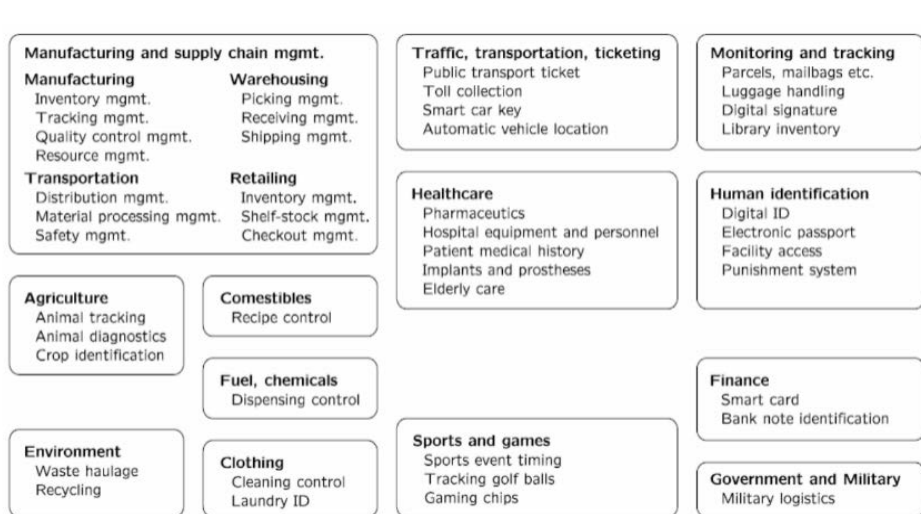 Manufacturing and supply chain mgmt.
Manufacturing
Inventory mgmt.
Tracking mgmt.
Quality control mgmt.
Resource mgmt.
Warehousing
Picking mgmt.
Receiving mgmt.
Shipping mgmt.
Transportation
Distribution mgmt.
Material processing mgmt.
Safety mgmt.
Retailing
Inventory mgmt.
Shelf-stock mgmt.
Checkout mgmt.
Traffic, transportation, ticketing
Public transport ticket
Toll collection
Smart car key
Automatic vehicle location
Monitoring and tracking
Parcels, mailbags etc.
Luggage handling
Digital signature
Library inventory
Healthcare
Pharmaceutics
Hospital equipment and personnel
Patient medical history
Implants and prostheses
Elderly care
Human identification
Digital ID
Electronic passport
Facility access
Punishment system
Agriculture
Animal tracking
Animal diagnostics
Crop identification
Comestibles
Recipe control
Fuel, chemicals
Dispensing control
Finance
Smart card
Bank note identification
Environment
Waste haulage
Recycling
Clothing
Cleaning control
Laundry ID
Sports and games
Sports event timing
Tracking golf balls
Gaming chips
Government and Military
Military logistics